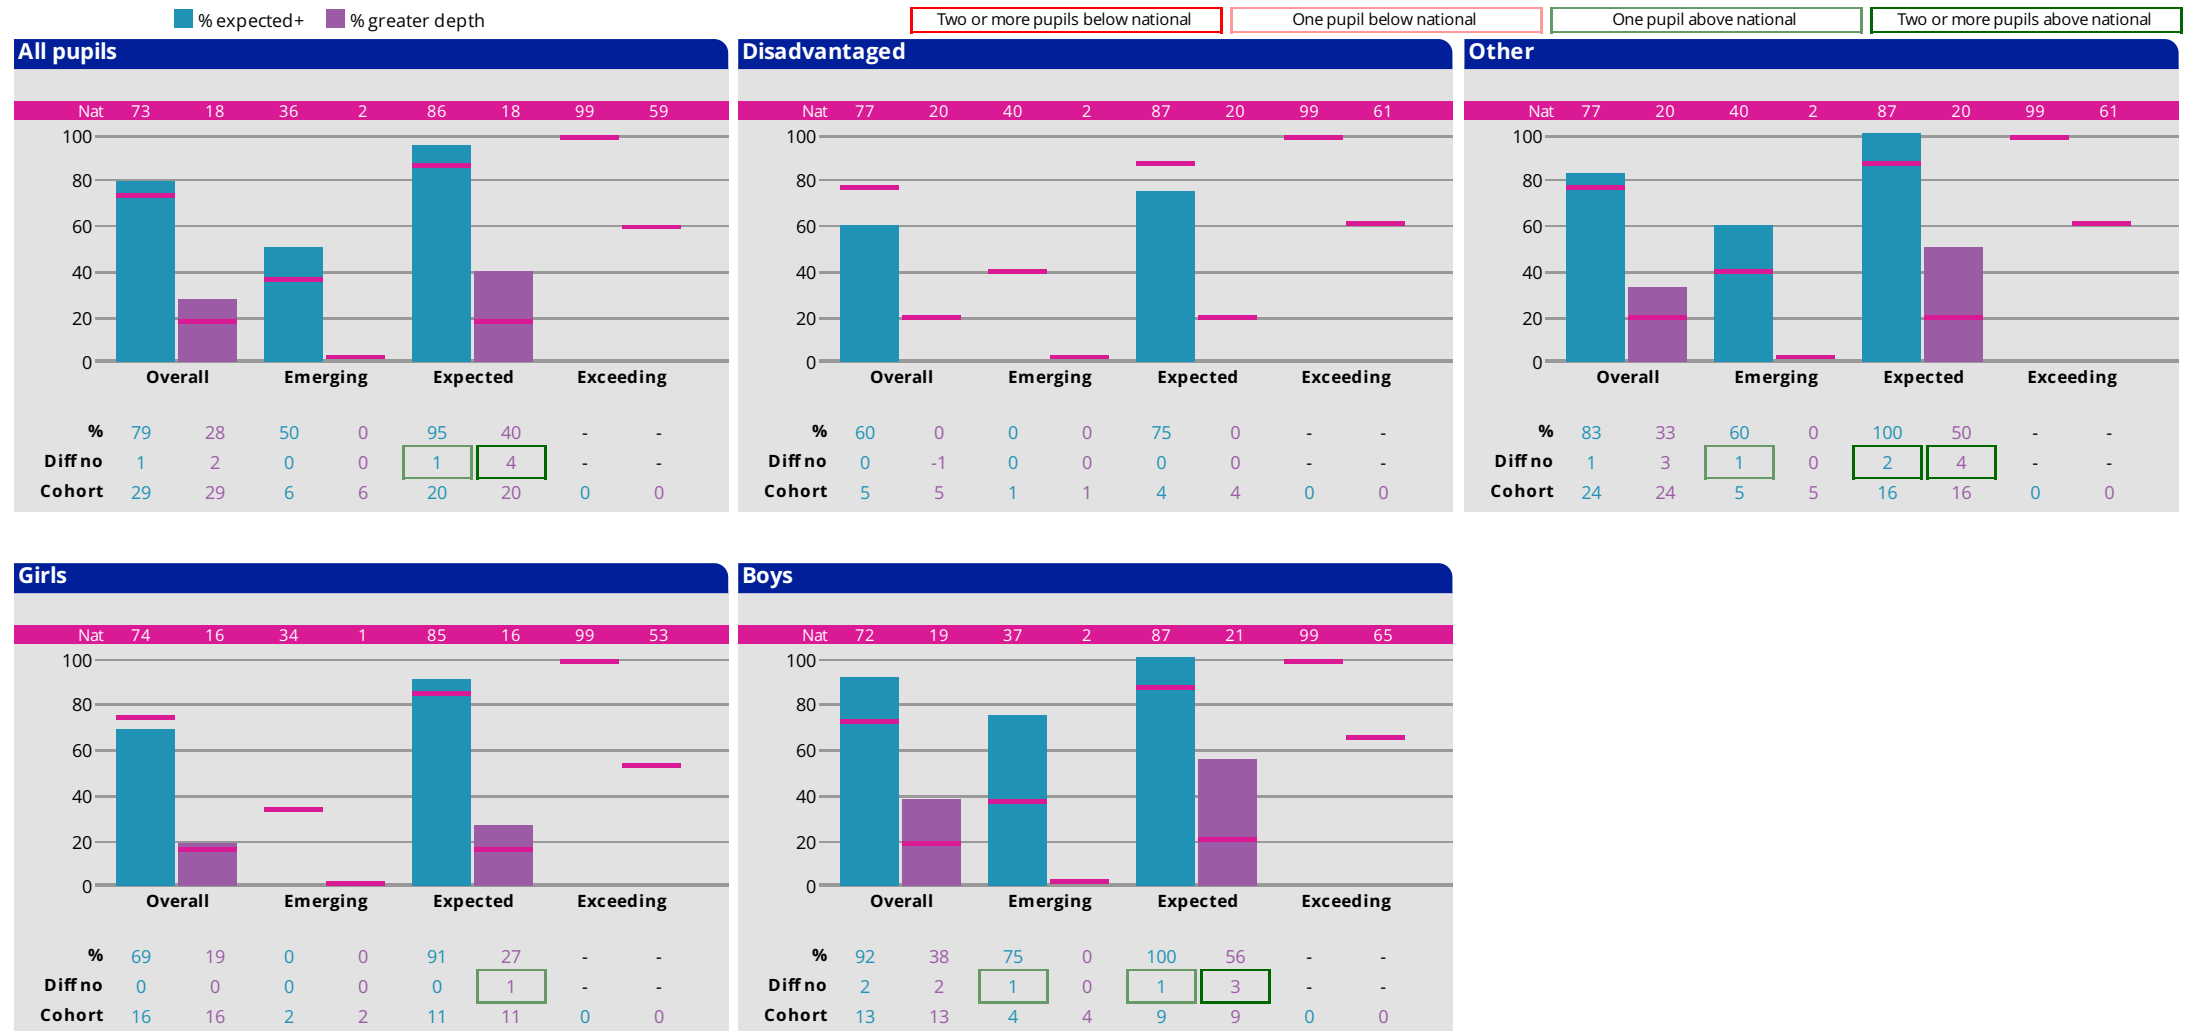 % expected+ % greater depth Two or more pupils below national One pupil below national One pupil above national Two or more pupils above national
All pupils
Nat 73 18 36 2 86 18 99 59
100
80
60
40
20
0
Overall Emerging Expected Exceeding
% 79 28 50 0 95 40 - -
Diff no 1 2 0 0 1 4 - -
Cohort 29 29 6 6 20 20 0 0
Disadvantaged
Nat 77 20 40 2 87 20 99 61
100
80
60
40
20
0
Overall Emerging Expected Exceeding
% 60 0 0 0 75 0 - -
Diff no 0 -1 0 0 0 0 - -
Cohort 5 5 1 1 4 4 0 0
Other
Nat 77 20 40 2 87 20 99 61
100
80
60
40
20
0
Overall Emerging Expected Exceeding
% 83 33 60 0 100 50 - -
Diff no 1 3 1 0 2 4 - -
Cohort 24 24 5 5 16 16 0 0
Girls
Nat 74 16 34 1 85 16 99 53
100
80
60
40
20
0
Overall Emerging Expected Exceeding
% 69 19 0 0 91 27 - -
Diff no 0 0 0 0 0 1 - -
Cohort 16 16 2 2 11 11 0 0
Boys
Nat 72 19 37 2 87 21 99 65
100
80
60
40
20
0
Overall Emerging Expected Exceeding
% 92 38 75 0 100 56 - -
Diff no 2 2 1 0 1 3 - -
Cohort 13 13 4 4 9 9 0 0